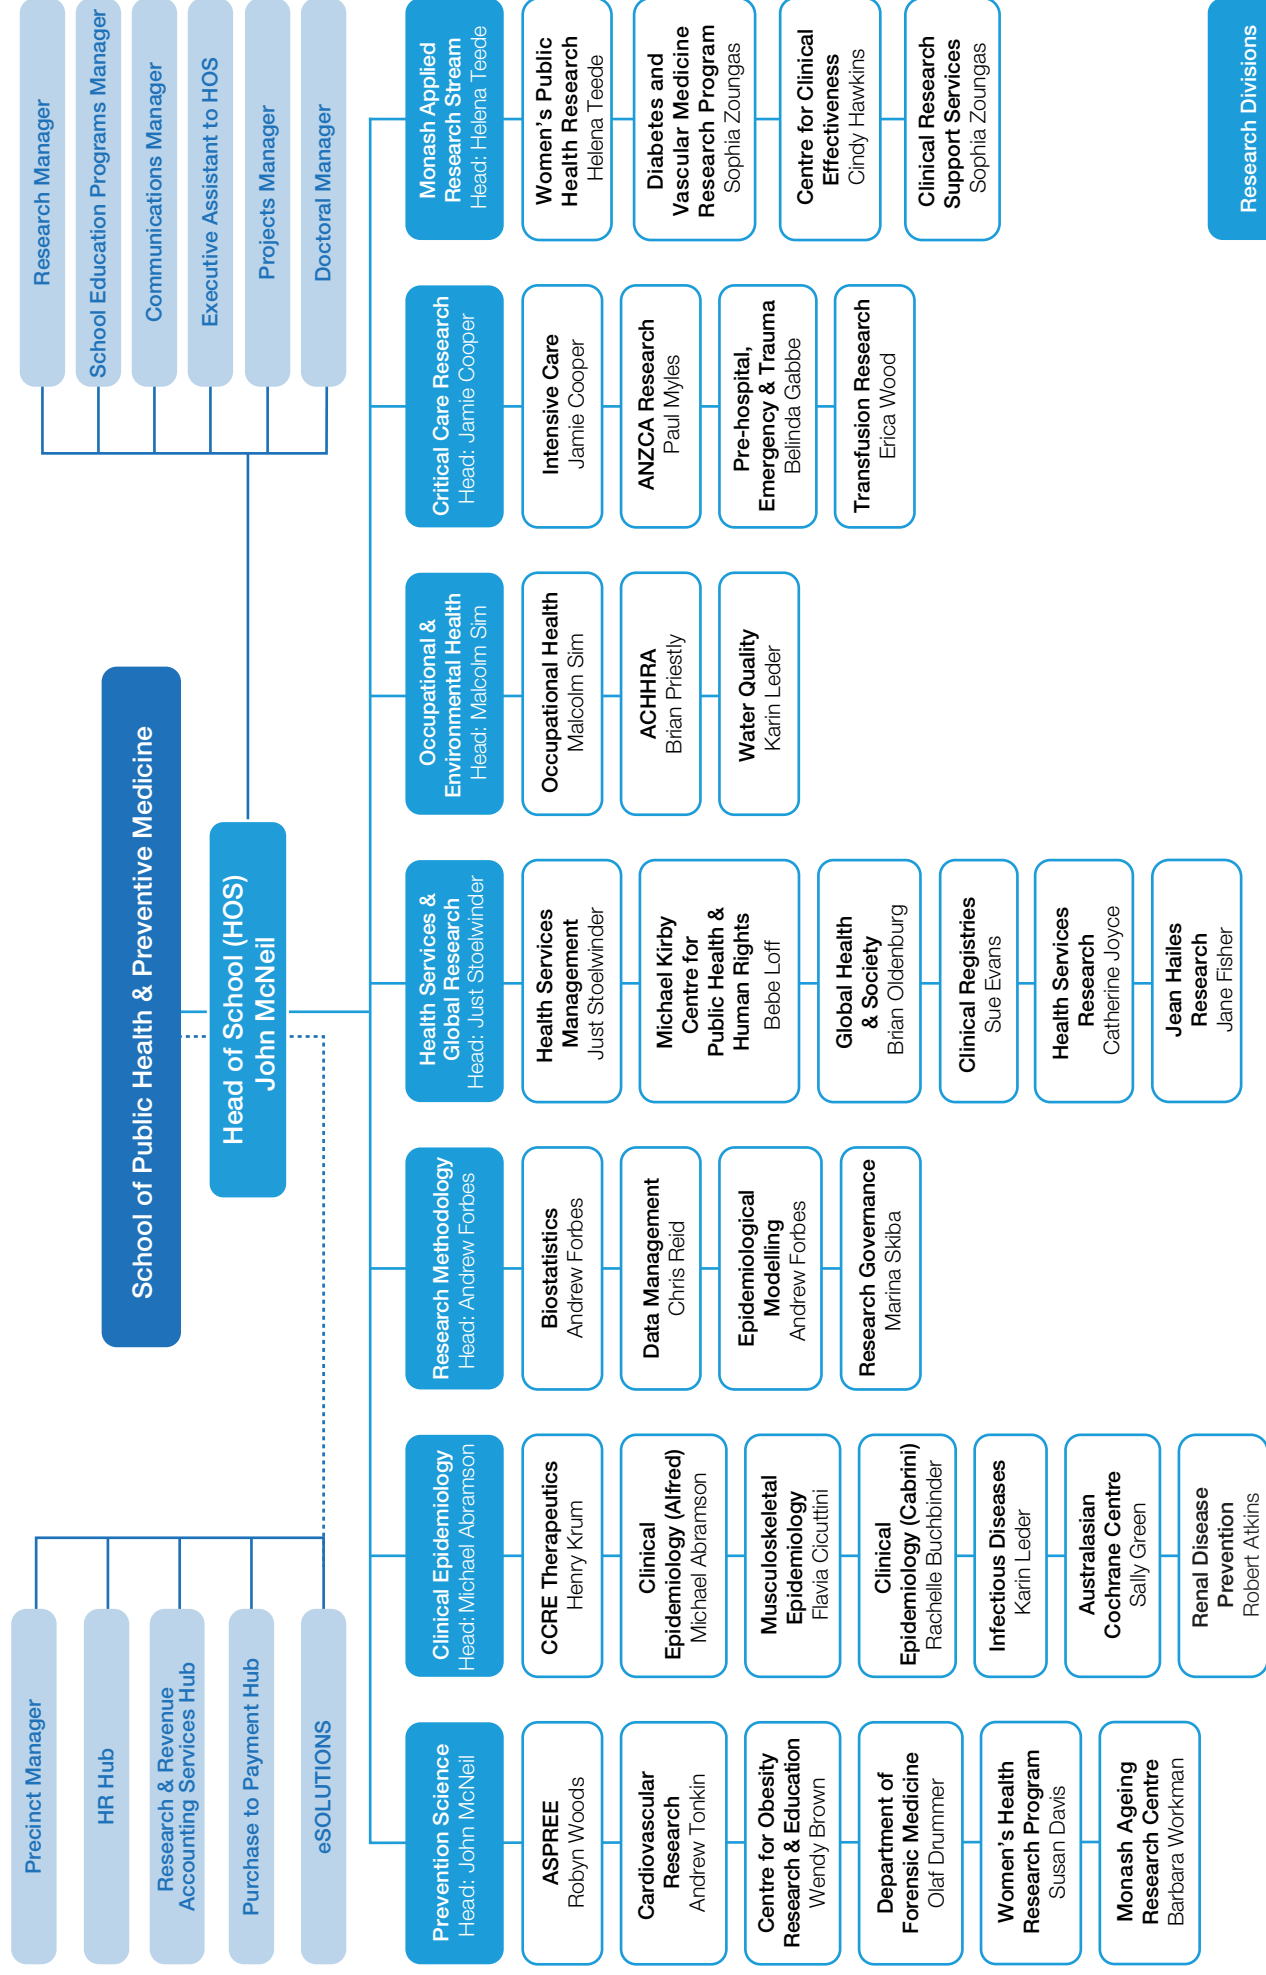 School of Public Health & Preventive Medicine
Head of School (HOS)
John McNeil
Precinct Manager
HR Hub
Research & Revenue
Accounting Services Hub
Purchase to Payment Hub
eSOLUTIONS
Research Manager
School Education Programs Manager
Communications Manager
Executive Assistant to HOS
Projects Manager
Doctoral Manager
Prevention Science
Head: John McNeil
ASPREE
Robyn Woods
Cardiovascular
Research
Andrew Tonkin
Centre for Obesity
Research & Education
Wendy Brown
Department of
Forensic Medicine
Olaf Drummer
Women's Health
Research Program
Susan Davis
Monash Ageing
Research Centre
Barbara Workman
Clinical Epidemiology
Head: Michael Abramson
CCRE Therapeutics
Henry Krum
Clinical
Epidemiology (Alfred)
Michael Abramson
Musculoskeletal
Epidemiology
Flavia Cicuttini
Clinical
Epidemiology (Cabrini)
Rachelle Buchbinder
Infectious Diseases
Karin Leder
Australasian
Cochrane Centre
Sally Green
Renal Disease
Prevention
Robert Atkins
Research Methodology
Head: Andrew Forbes
Biostatistics
Andrew Forbes
Data Management
Chris Reid
Epidemiological
Modelling
Andrew Forbes
Research Governance
Marina Skiba
Health Services &
Global Research
Head: Just Stoelwinder
Health Services
Management
Just Stoelwinder
Michael Kirby
Centre for
Public Health &
Human Rights
Bebe Loff
Global Health
& Society
Brian Oldenburg
Clinical Registries
Sue Evans
Health Services
Research
Catherine Joyce
Jean Hailes
Research
Jane Fisher
Occupational &
Environmental Health
Head: Malcolm Sim
Occupational Health
Malcolm Sim
ACHHRA
Brian Priestly
Water Quality
Karin Leder
Critical Care Research
Head: Jamie Cooper
Intensive Care
Jamie Cooper
ANZCA Research
Paul Myles
Pre-hospital,
Emergency & Trauma
Belinda Gabbe
Transfusion Research
Erica Wood
Monash Applied
Research Stream
Head: Helena Teede
Women's Public
Health Research
Helena Teede
Diabetes and
Vascular Medicine
Research Program
Sophia Zoungas
Centre for Clinical
Effectiveness
Cindy Hawkins
Clinical Research
Support Services
Sophia Zoungas
Research Divisions